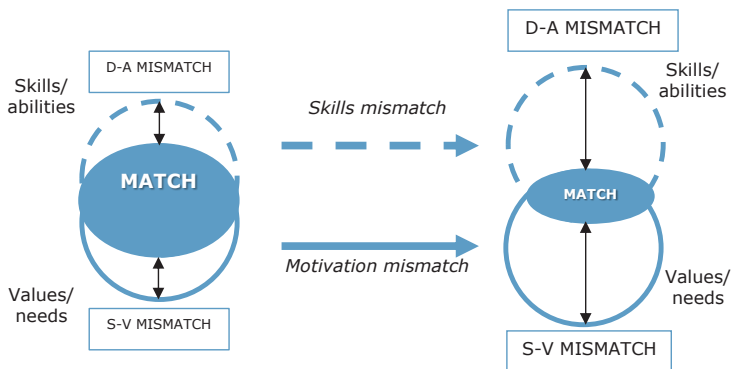 D-A MISMATCH
Skills/
abilities
MATCH
Values/
needs
S-V MISMATCH
Skills mismatch
Motivation mismatch
D-A MISMATCH
Skills/
abilities
MATCH
Values/
needs
S-V MISMATCH